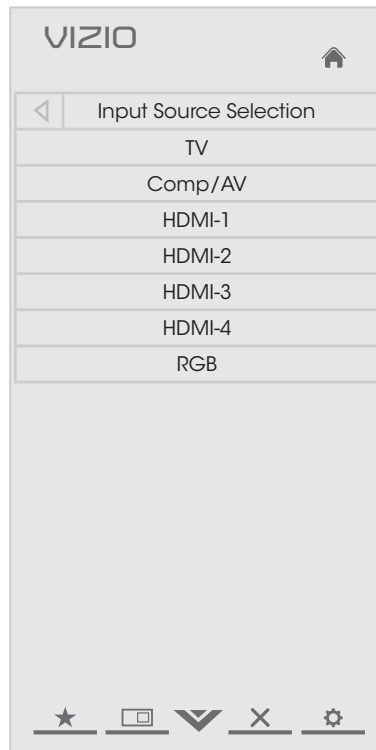 VIZIO
Input Source Selection
TV
Comp/AV
HDMI-1
HDMI-2
HDMI-3
HDMI-4
RGB